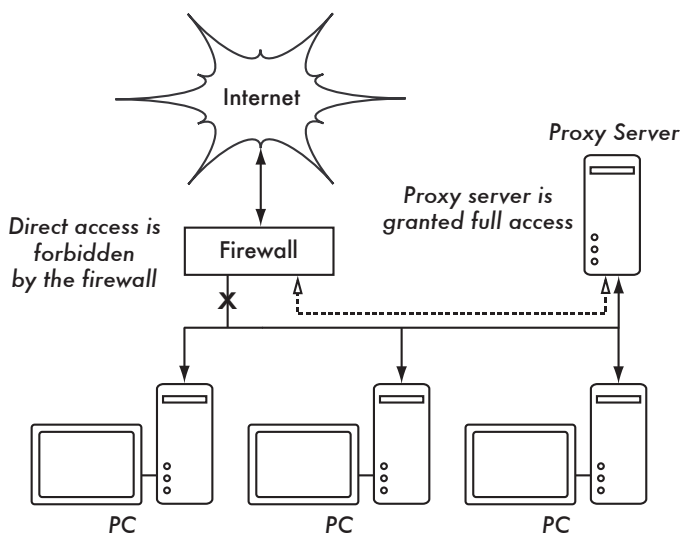 Internet
Proxy Server
Proxy server is
granted full access
Direct access is
forbidden
by the firewall
Firewall
X
PC
PC
PC